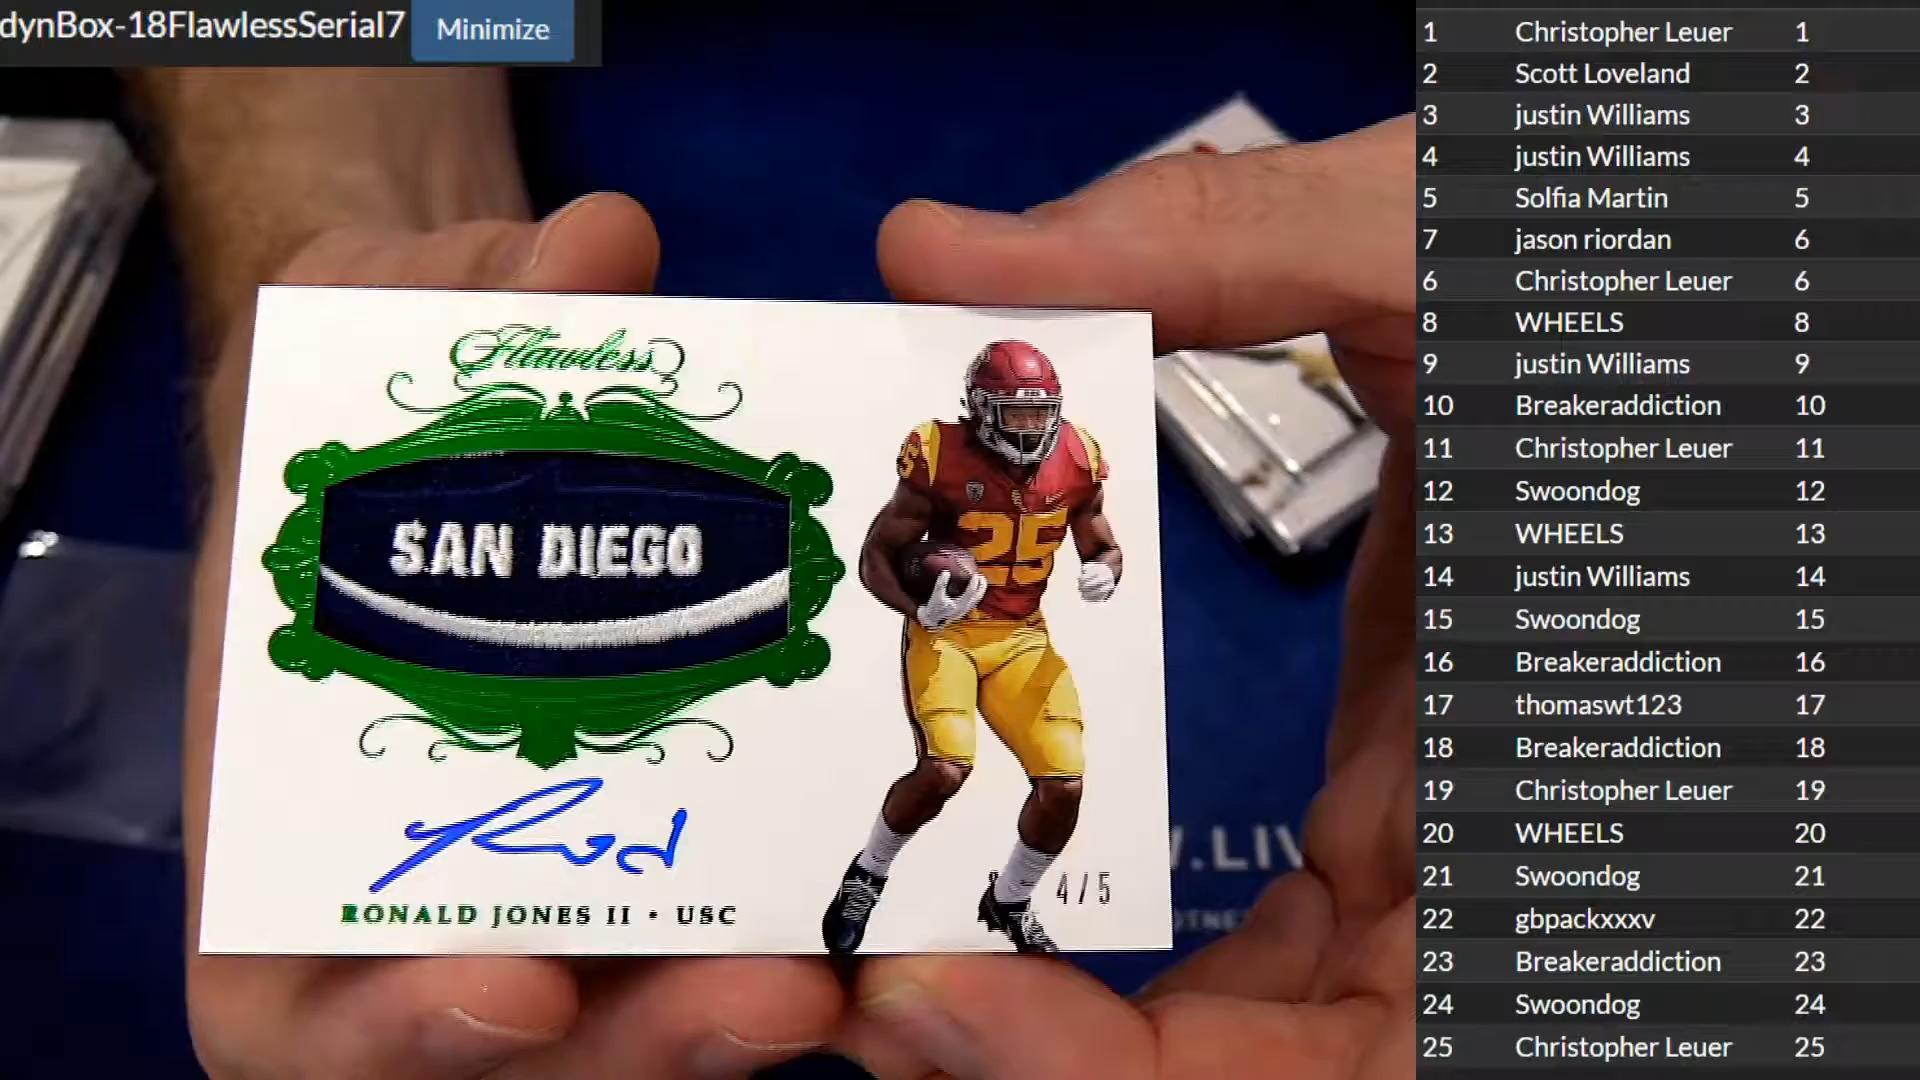 dynBox-18FlawlessSerial7 Minimize
Flawless
SAN DIEGO
25
RONALD JONES II • USC
4/5
1 Christopher Leuer 1
2 Scott Loveland 2
3 justin Williams 3
4 justin Williams 4
5 Solfia Martin 5
7 jason riordan 6
6 Christopher Leuer 6
8 WHEELS 8
9 justin Williams 9
10 Breakeraddiction 10
11 Christopher Leuer 11
12 Swoondog 12
13 WHEELS 13
14 justin Williams 14
15 Swoondog 15
16 Breakeraddiction 16
17 thomaswt123 17
18 Breakeraddiction 18
19 Christopher Leuer 19
20 WHEELS 20
21 Swoondog 21
22 gbpackxxxv 22
23 Breakeraddiction 23
24 Swoondog 24
25 Christopher Leuer 25